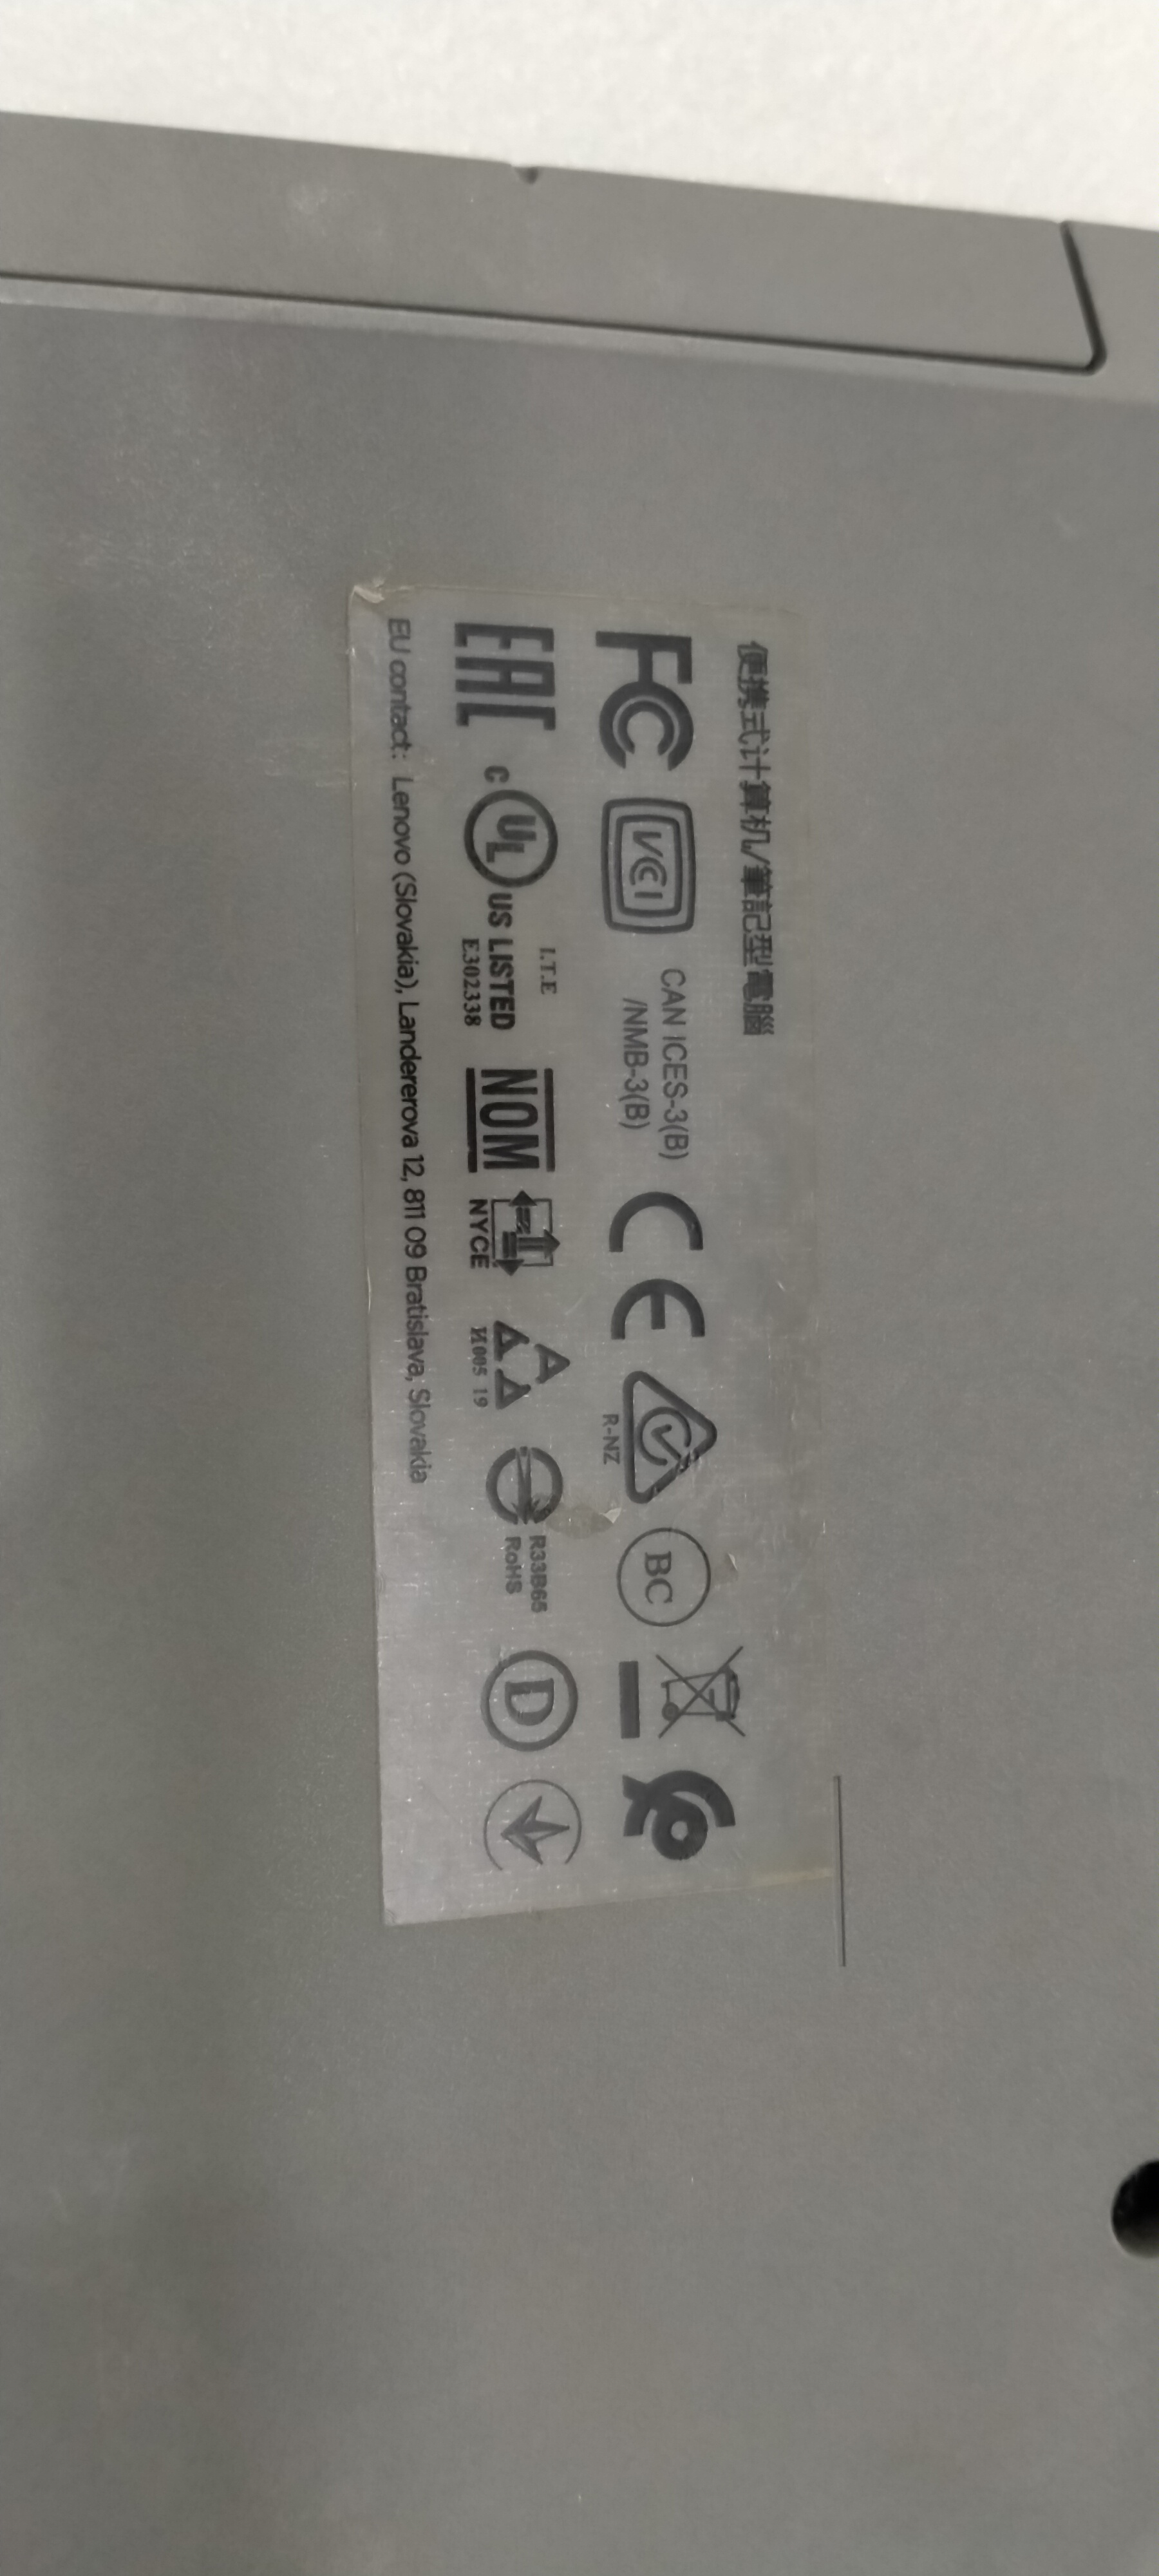 便携式计算机/筆記型電腦
FC VCI CAN ICES-3(B) /NMB-3(B) CE R-NZ BC
EAC C UL US LISTED I.T.E E302338 NOM NYCE И005 19 R33B65 RoHS D
EU contact: Lenovo (Slovakia), Landererova 12, 811 09 Bratislava, Slovakia